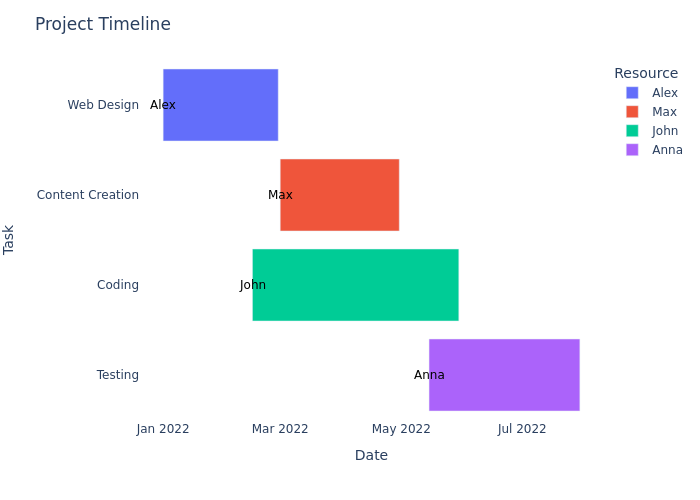 Project Timeline
Resource
Alex
Max
John
Anna
Task
Web Design
Alex
Content Creation
Max
Coding
John
Testing
Anna
Jan 2022
Mar 2022
May 2022
Jul 2022
Date